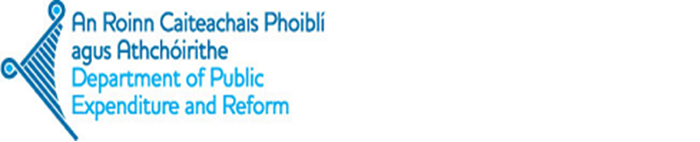 An Roinn Caiteachais Phoiblí
agus Athchóirithe
Department of Public
Expenditure and Reform